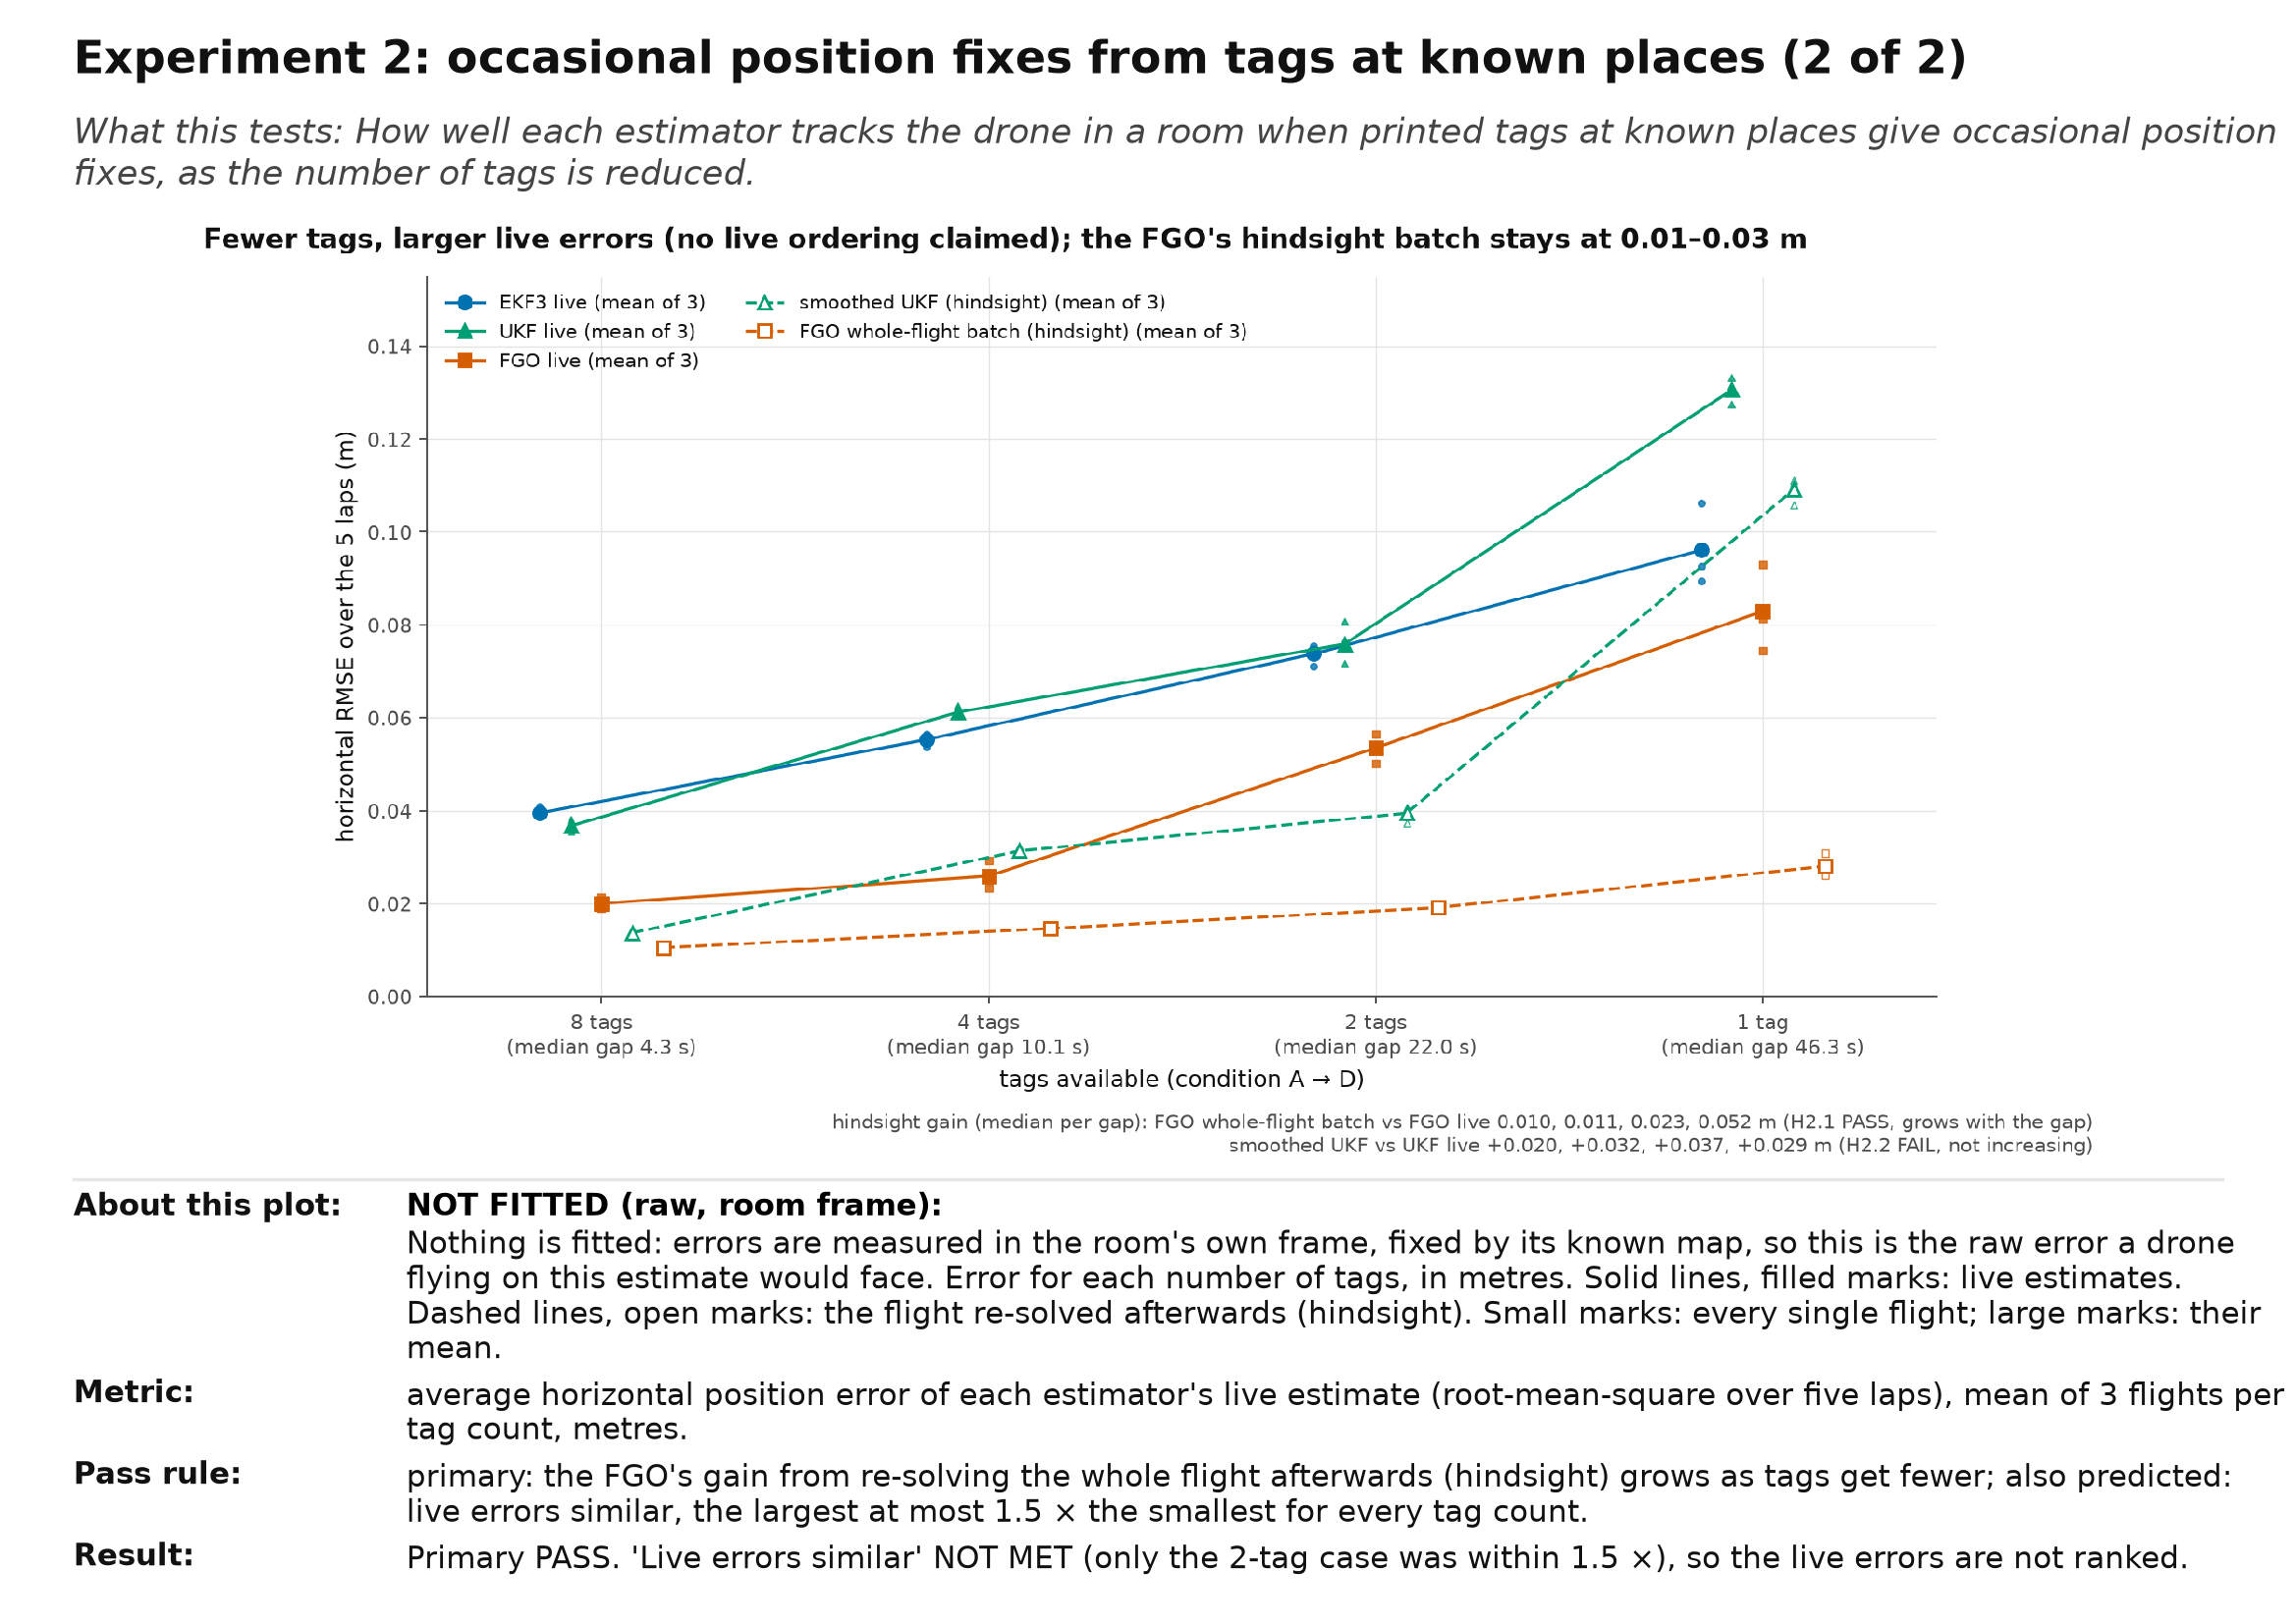 Experiment 2: occasional position fixes from tags at known places (2 of 2)
What this tests: How well each estimator tracks the drone in a room when printed tags at known places give occasional position
fixes, as the number of tags is reduced.
Fewer tags, larger live errors (no live ordering claimed); the FGO's hindsight batch stays at 0.01–0.03 m
EKF3 live (mean of 3)
UKF live (mean of 3)
FGO live (mean of 3)
smoothed UKF (hindsight) (mean of 3)
FGO whole-flight batch (hindsight) (mean of 3)
horizontal RMSE over the 5 laps (m)
0.14
0.12
0.10
0.08
0.06
0.04
0.02
0.00
8 tags
(median gap 4.3 s)
4 tags
(median gap 10.1 s)
2 tags
(median gap 22.0 s)
1 tag
(median gap 46.3 s)
tags available (condition A → D)
hindsight gain (median per gap): FGO whole-flight batch vs FGO live 0.010, 0.011, 0.023, 0.052 m (H2.1 PASS, grows with the gap)
smoothed UKF vs UKF live +0.020, +0.032, +0.037, +0.029 m (H2.2 FAIL, not increasing)
About this plot:
NOT FITTED (raw, room frame):
Nothing is fitted: errors are measured in the room's own frame, fixed by its known map, so this is the raw error a drone
flying on this estimate would face. Error for each number of tags, in metres. Solid lines, filled marks: live estimates.
Dashed lines, open marks: the flight re-solved afterwards (hindsight). Small marks: every single flight; large marks: their
mean.
Metric:
average horizontal position error of each estimator's live estimate (root-mean-square over five laps), mean of 3 flights per
tag count, metres.
Pass rule:
primary: the FGO's gain from re-solving the whole flight afterwards (hindsight) grows as tags get fewer; also predicted:
live errors similar, the largest at most 1.5 × the smallest for every tag count.
Result:
Primary PASS. 'Live errors similar' NOT MET (only the 2-tag case was within 1.5 ×), so the live errors are not ranked.